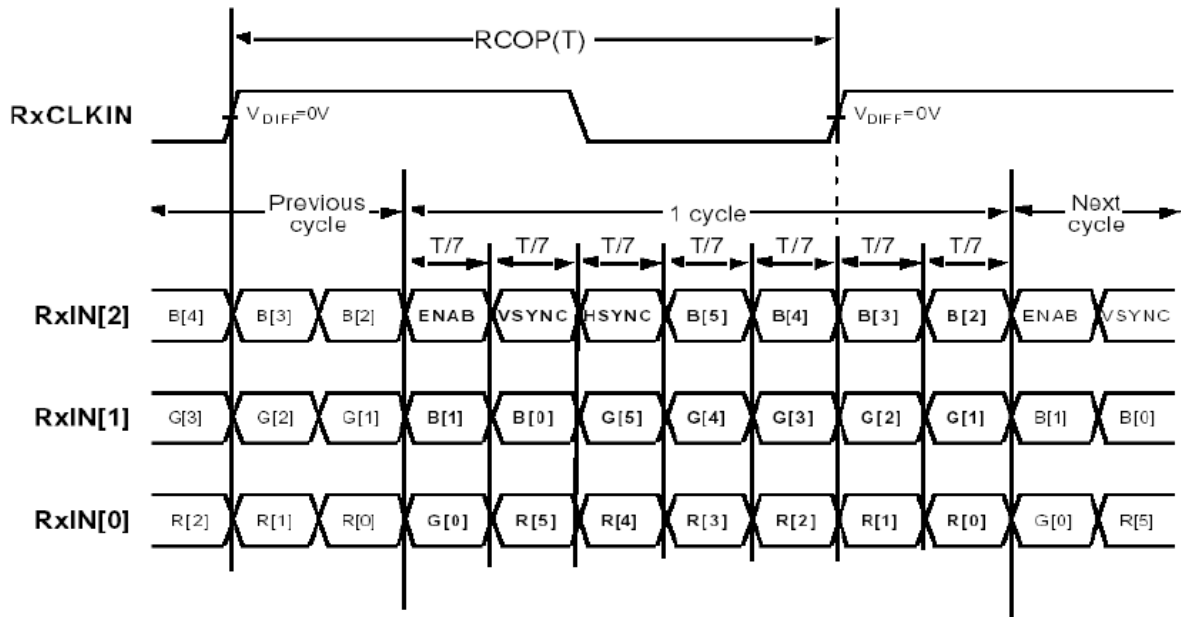 RCOP(T)
RxCLKIN
V_DIFF=0V V_DIFF=0V
Previous cycle 1 cycle Next cycle
T/7 T/7 T/7 T/7 T/7 T/7 T/7
RxIN[2] B[4] B[3] B[2] ENAB VSYNC HSYNC B[5] B[4] B[3] B[2] ENAB VSYNC
RxIN[1] G[3] G[2] G[1] B[1] B[0] G[5] G[4] G[3] G[2] G[1] B[1] B[0]
RxIN[0] R[2] R[1] R[0] G[0] R[5] R[4] R[3] R[2] R[1] R[0] G[0] R[5]